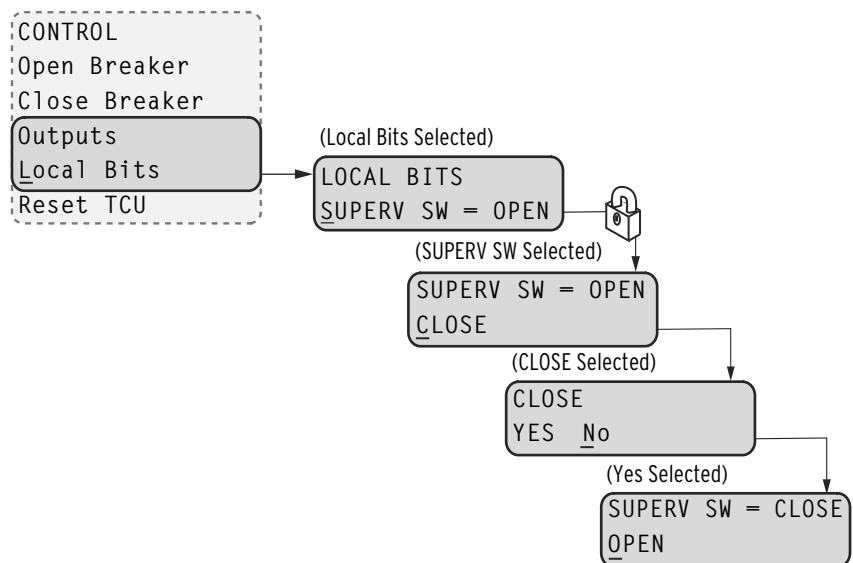 CONTROL
Open Breaker
Close Breaker
Outputs
Local Bits
Reset TCU
(Local Bits Selected)
LOCAL BITS
SUPERV SW = OPEN
(SUPERV SW Selected)
SUPERV SW = OPEN
CLOSE
(CLOSE Selected)
CLOSE
YES No
(Yes Selected)
SUPERV SW = CLOSE
OPEN